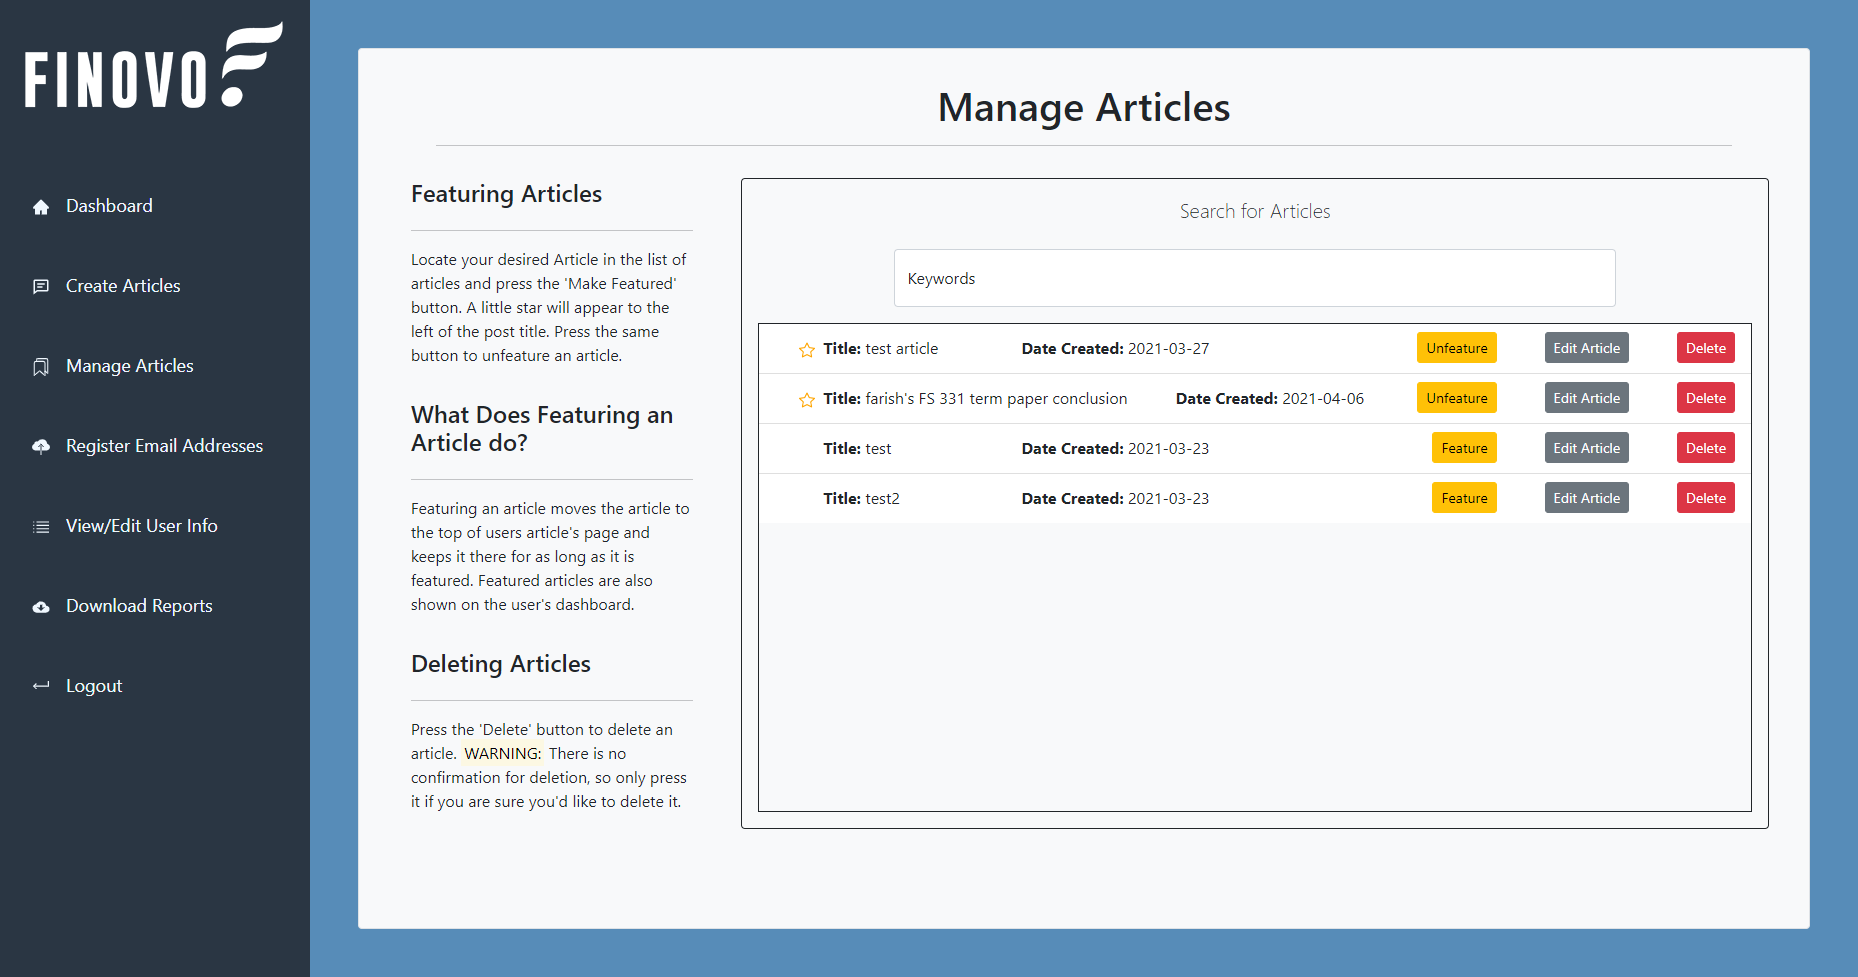 FINOVO
Dashboard
Create Articles
Manage Articles
Register Email Addresses
View/Edit User Info
Download Reports
Logout
Manage Articles
Featuring Articles
Locate your desired Article in the list of
articles and press the 'Make Featured'
button. A little star will appear to the
left of the post title. Press the same
button to unfeature an article.
What Does Featuring an
Article do?
Featuring an article moves the article to
the top of users article's page and
keeps it there for as long as it is
featured. Featured articles are also
shown on the user's dashboard.
Deleting Articles
Press the 'Delete' button to delete an
article. WARNING: There is no
confirmation for deletion, so only press
it if you are sure you'd like to delete it.
Search for Articles
Keywords
Title: test article Date Created: 2021-03-27 Unfeature Edit Article Delete
Title: farish's FS 331 term paper conclusion Date Created: 2021-04-06 Unfeature Edit Article Delete
Title: test Date Created: 2021-03-23 Feature Edit Article Delete
Title: test2 Date Created: 2021-03-23 Feature Edit Article Delete